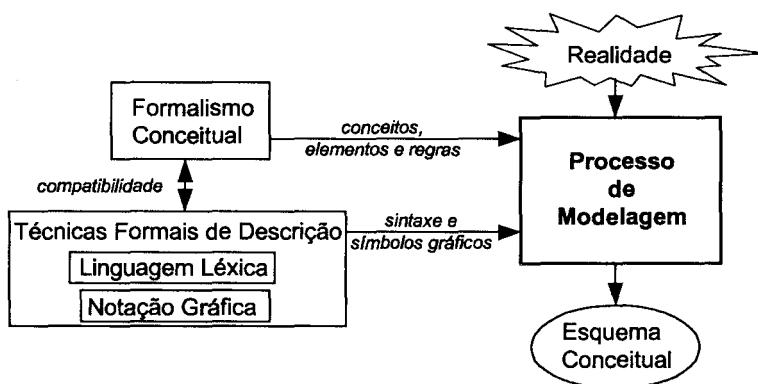 Realidade
Formalismo
Conceitual
conceitos,
elementos e regras
Processo
de
Modelagem
compatibilidade
Técnicas Formais de Descrição
Linguagem Léxica
Notação Gráfica
sintaxe e
símbolos gráficos
Esquema
Conceitual